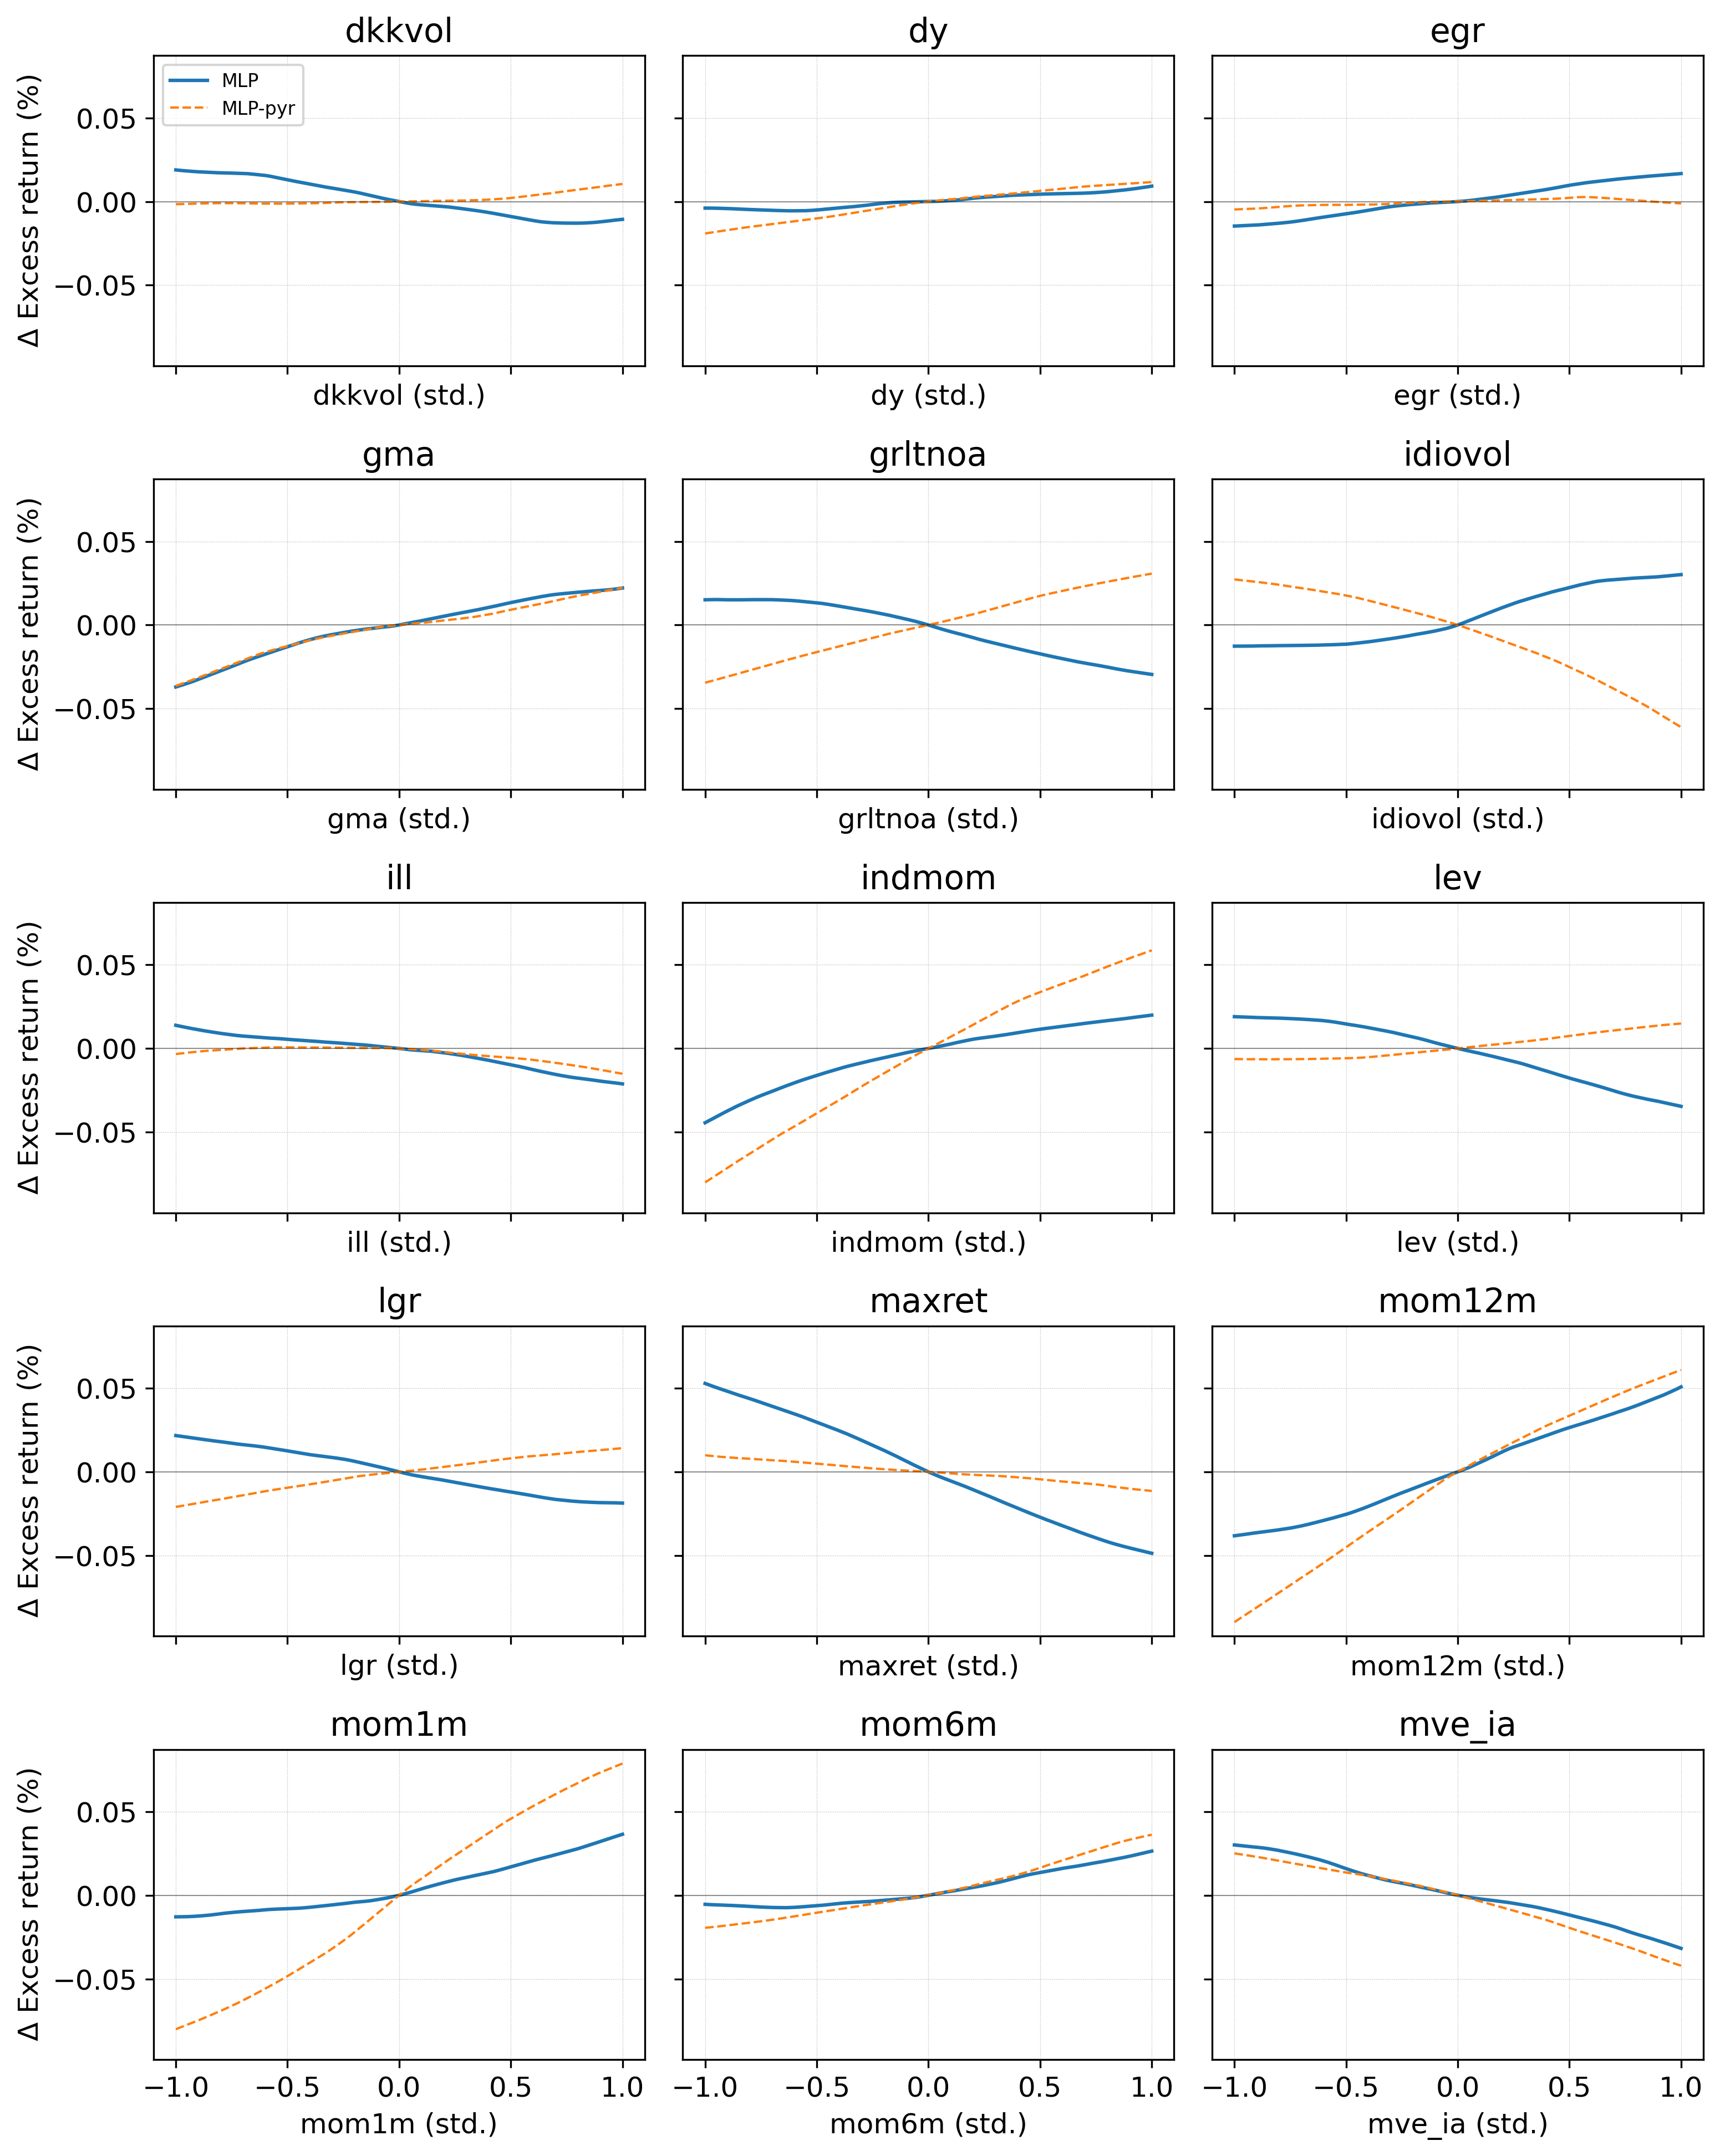 dkkvol
dy
egr
Δ Excess return (%)
0.05
0.00
−0.05
MLP
MLP-pyr
dkkvol (std.)
dy (std.)
egr (std.)
gma
grltnoa
idiovol
Δ Excess return (%)
0.05
0.00
−0.05
gma (std.)
grltnoa (std.)
idiovol (std.)
ill
indmom
lev
Δ Excess return (%)
0.05
0.00
−0.05
ill (std.)
indmom (std.)
lev (std.)
lgr
maxret
mom12m
Δ Excess return (%)
0.05
0.00
−0.05
lgr (std.)
maxret (std.)
mom12m (std.)
mom1m
mom6m
mve_ia
Δ Excess return (%)
0.05
0.00
−0.05
−1.0 −0.5 0.0 0.5 1.0
−1.0 −0.5 0.0 0.5 1.0
−1.0 −0.5 0.0 0.5 1.0
mom1m (std.)
mom6m (std.)
mve_ia (std.)